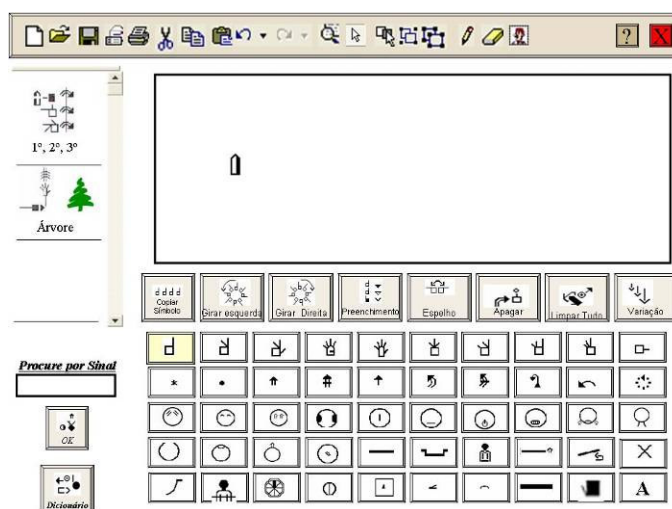 ? X
1º, 2º, 3º
Árvore
Copiar
Símbolo
Girar esquerda
Girar Direita
Preenchimento
Espelho
Apagar
Limpar Tudo
Variação
Procure por Sinal
OK
Dicionário
A